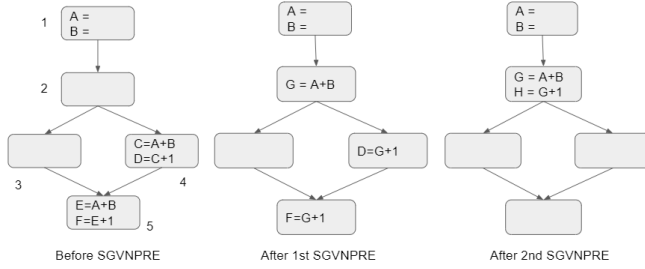 1
A =
B =
2
3
C=A+B
D=C+1
4
E=A+B
F=E+1
5
Before SGVNPRE
A =
B =
G = A+B
D=G+1
F=G+1
After 1st SGVNPRE
A =
B =
G = A+B
H = G+1
After 2nd SGVNPRE